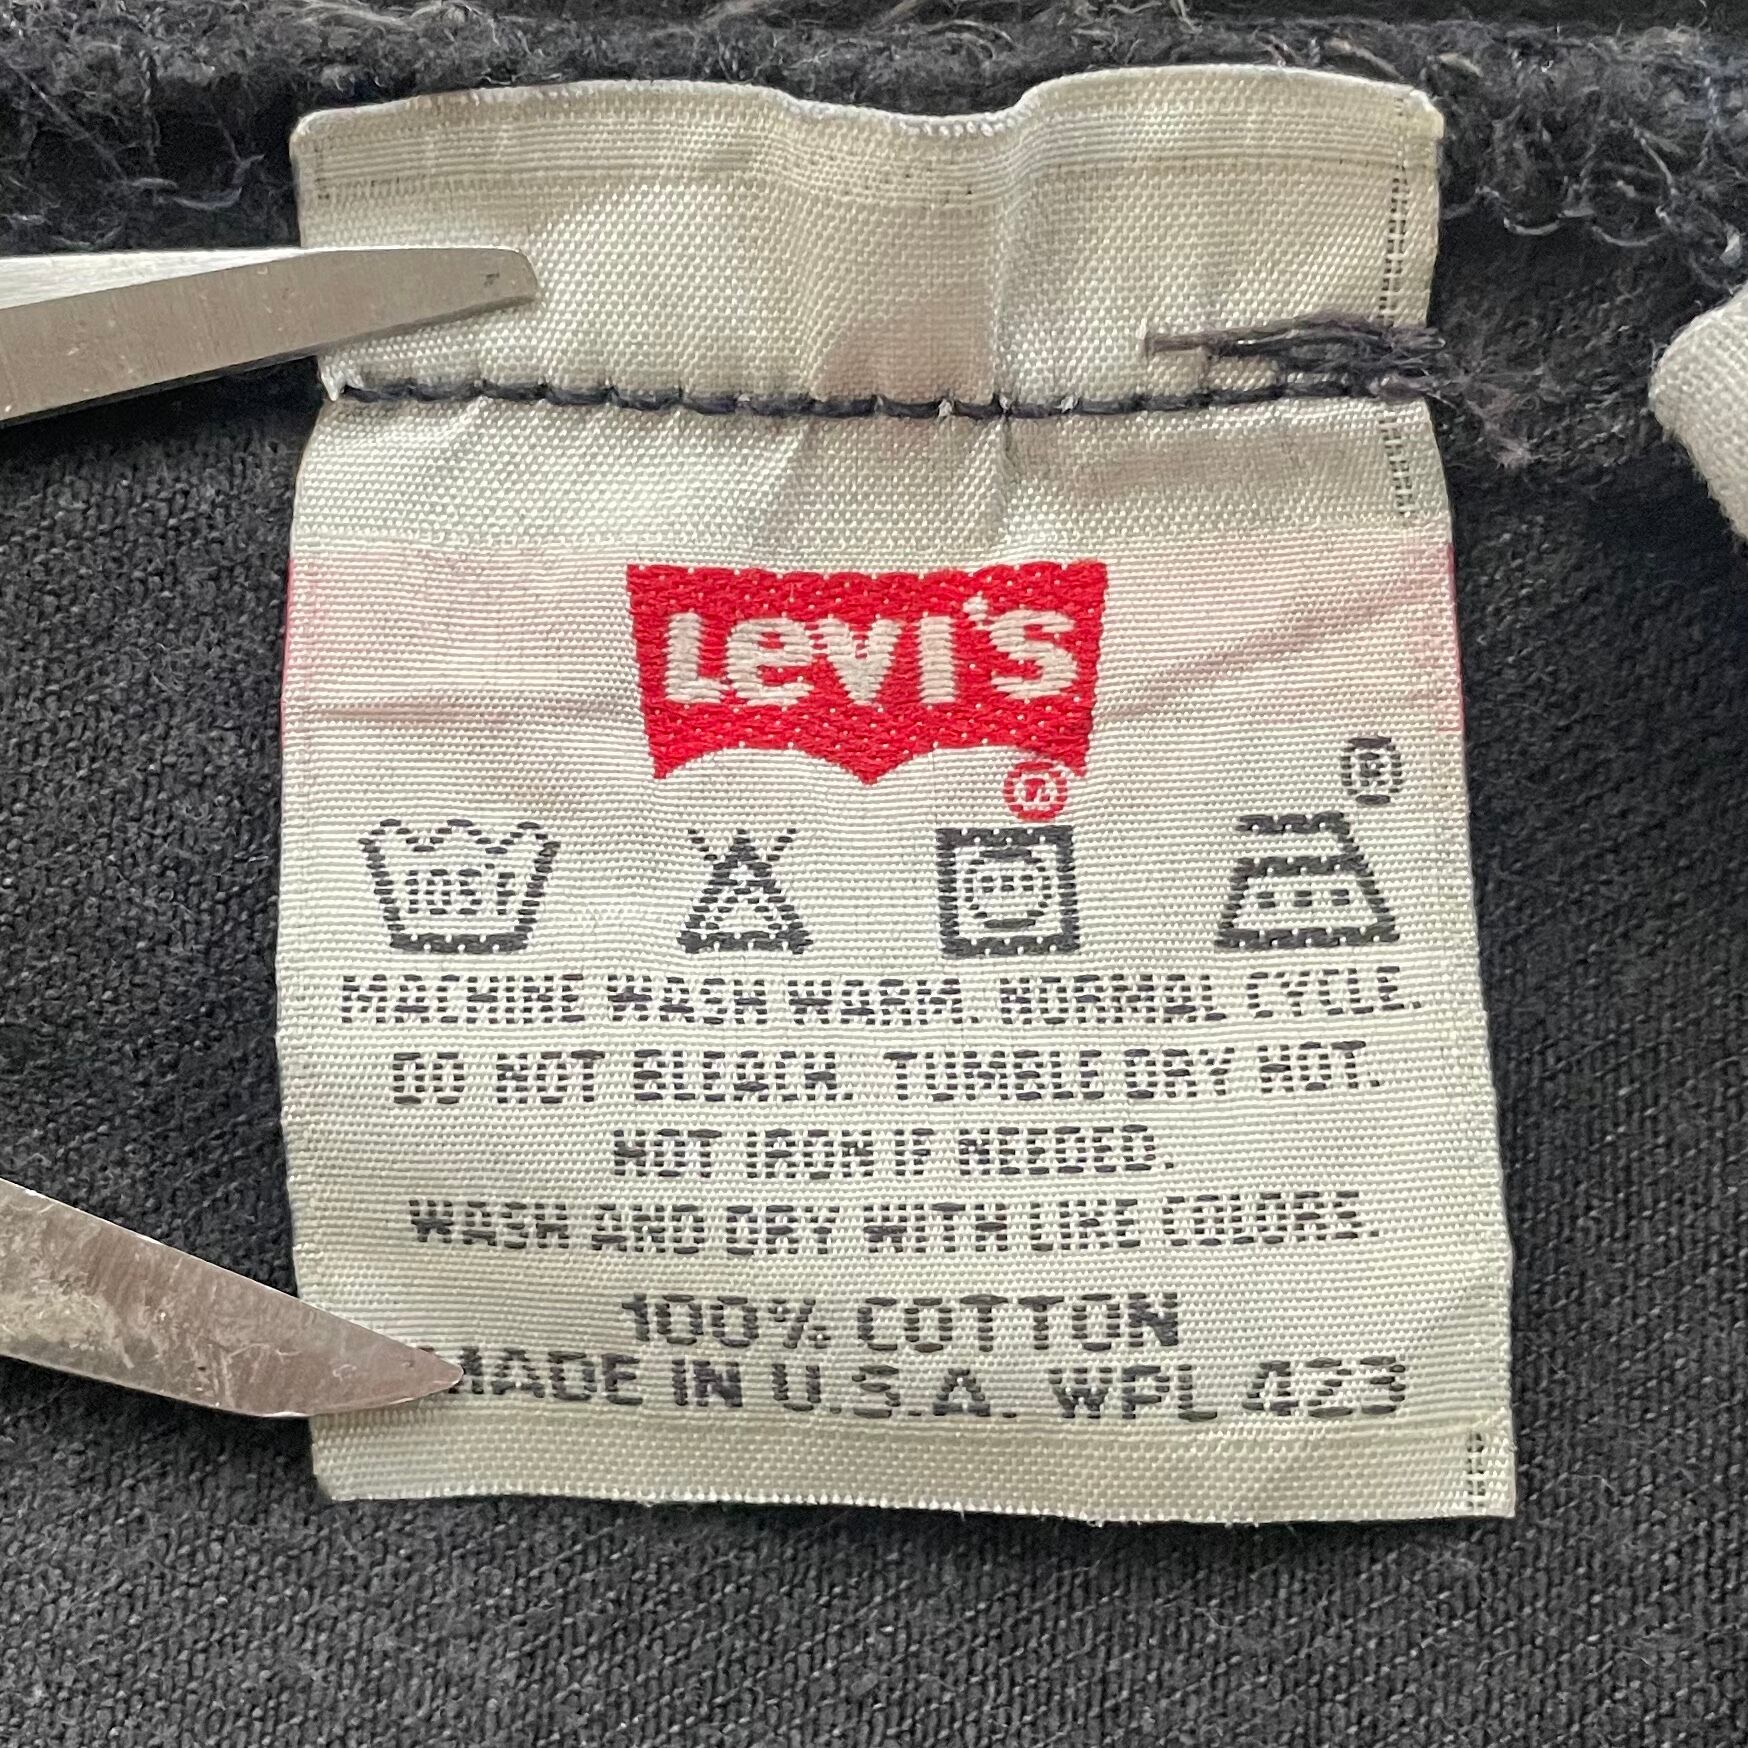 Levi's
®
®
105F
MACHINE WASH WARM. NORMAL CYCLE.
DO NOT BLEACH. TUMBLE DRY HOT.
HOT IRON IF NEEDED.
WASH AND DRY WITH LIKE COLORS.
100% COTTON
MADE IN U.S.A. WPL 423